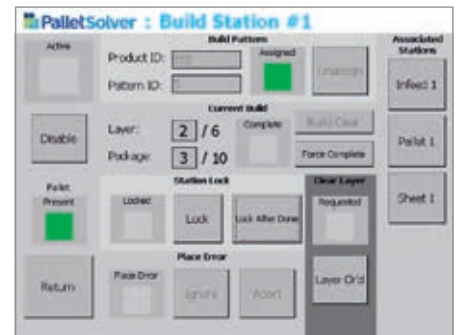 PalletSolver : Build Station #1
Active
Build Pattern
Associated Stations
Product ID:
Assigned
Unassign
Infeed 1
Pattern ID:
Current Build
Disable
Layer: 2 / 6
Complete
Build Clear
Pallet 1
Package: 3 / 10
Force Complete
Pallet Present
Station Lock
Clear Layer
Locked
Lock
Lock After Done
Requested
Sheet 1
Place Error
Return
Place Error
Ignore
Abort
Layer Clr'd